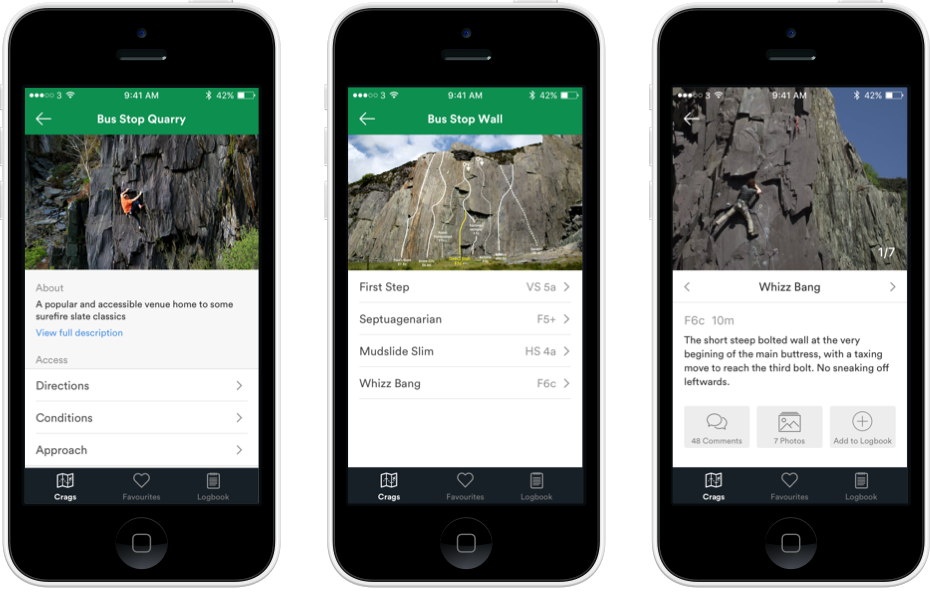 3 9:41 AM 42%
Bus Stop Quarry
About
A popular and accessible venue home to some
surefire slate classics
View full description
Access
Directions
Conditions
Approach
Crags Favourites Logbook
3 9:41 AM 42%
Bus Stop Wall
First Step VS 5a
Septuagenarian F5+
Mudslide Slim HS 4a
Whizz Bang F6c
Crags Favourites Logbook
3 9:41 AM 42%
1/7
Whizz Bang
F6c 10m
The short steep bolted wall at the very
begining of the main buttress, with a taxing
move to reach the third bolt. No sneaking off
leftwards.
48 Comments 7 Photos Add to Logbook
Crags Favourites Logbook